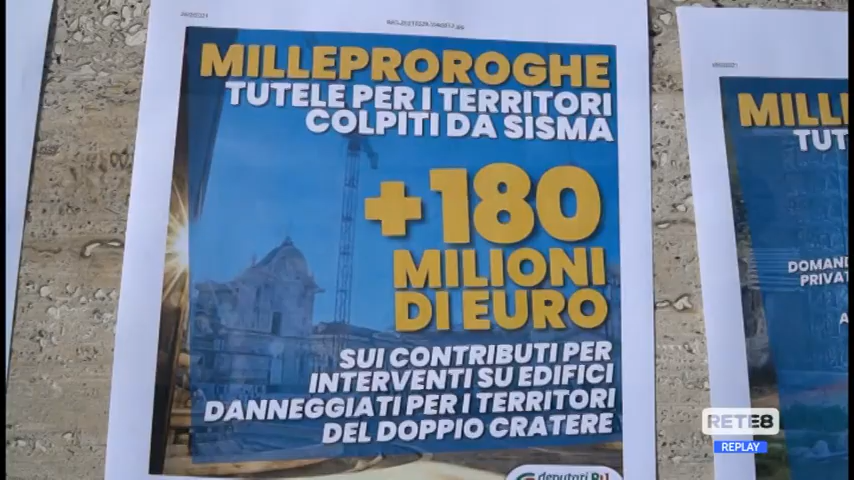 MILLEPROROGHE
TUTELE PER I TERRITORI
COLPITI DA SISMA
+180
MILIONI
DI EURO
SUI CONTRIBUTI PER
INTERVENTI SU EDIFICI
DANNEGGIATI PER I TERRITORI
DEL DOPPIO CRATERE
deputati
MILL
TUT
DOMAND
PRIVAT
A
RETE8
REPLAY